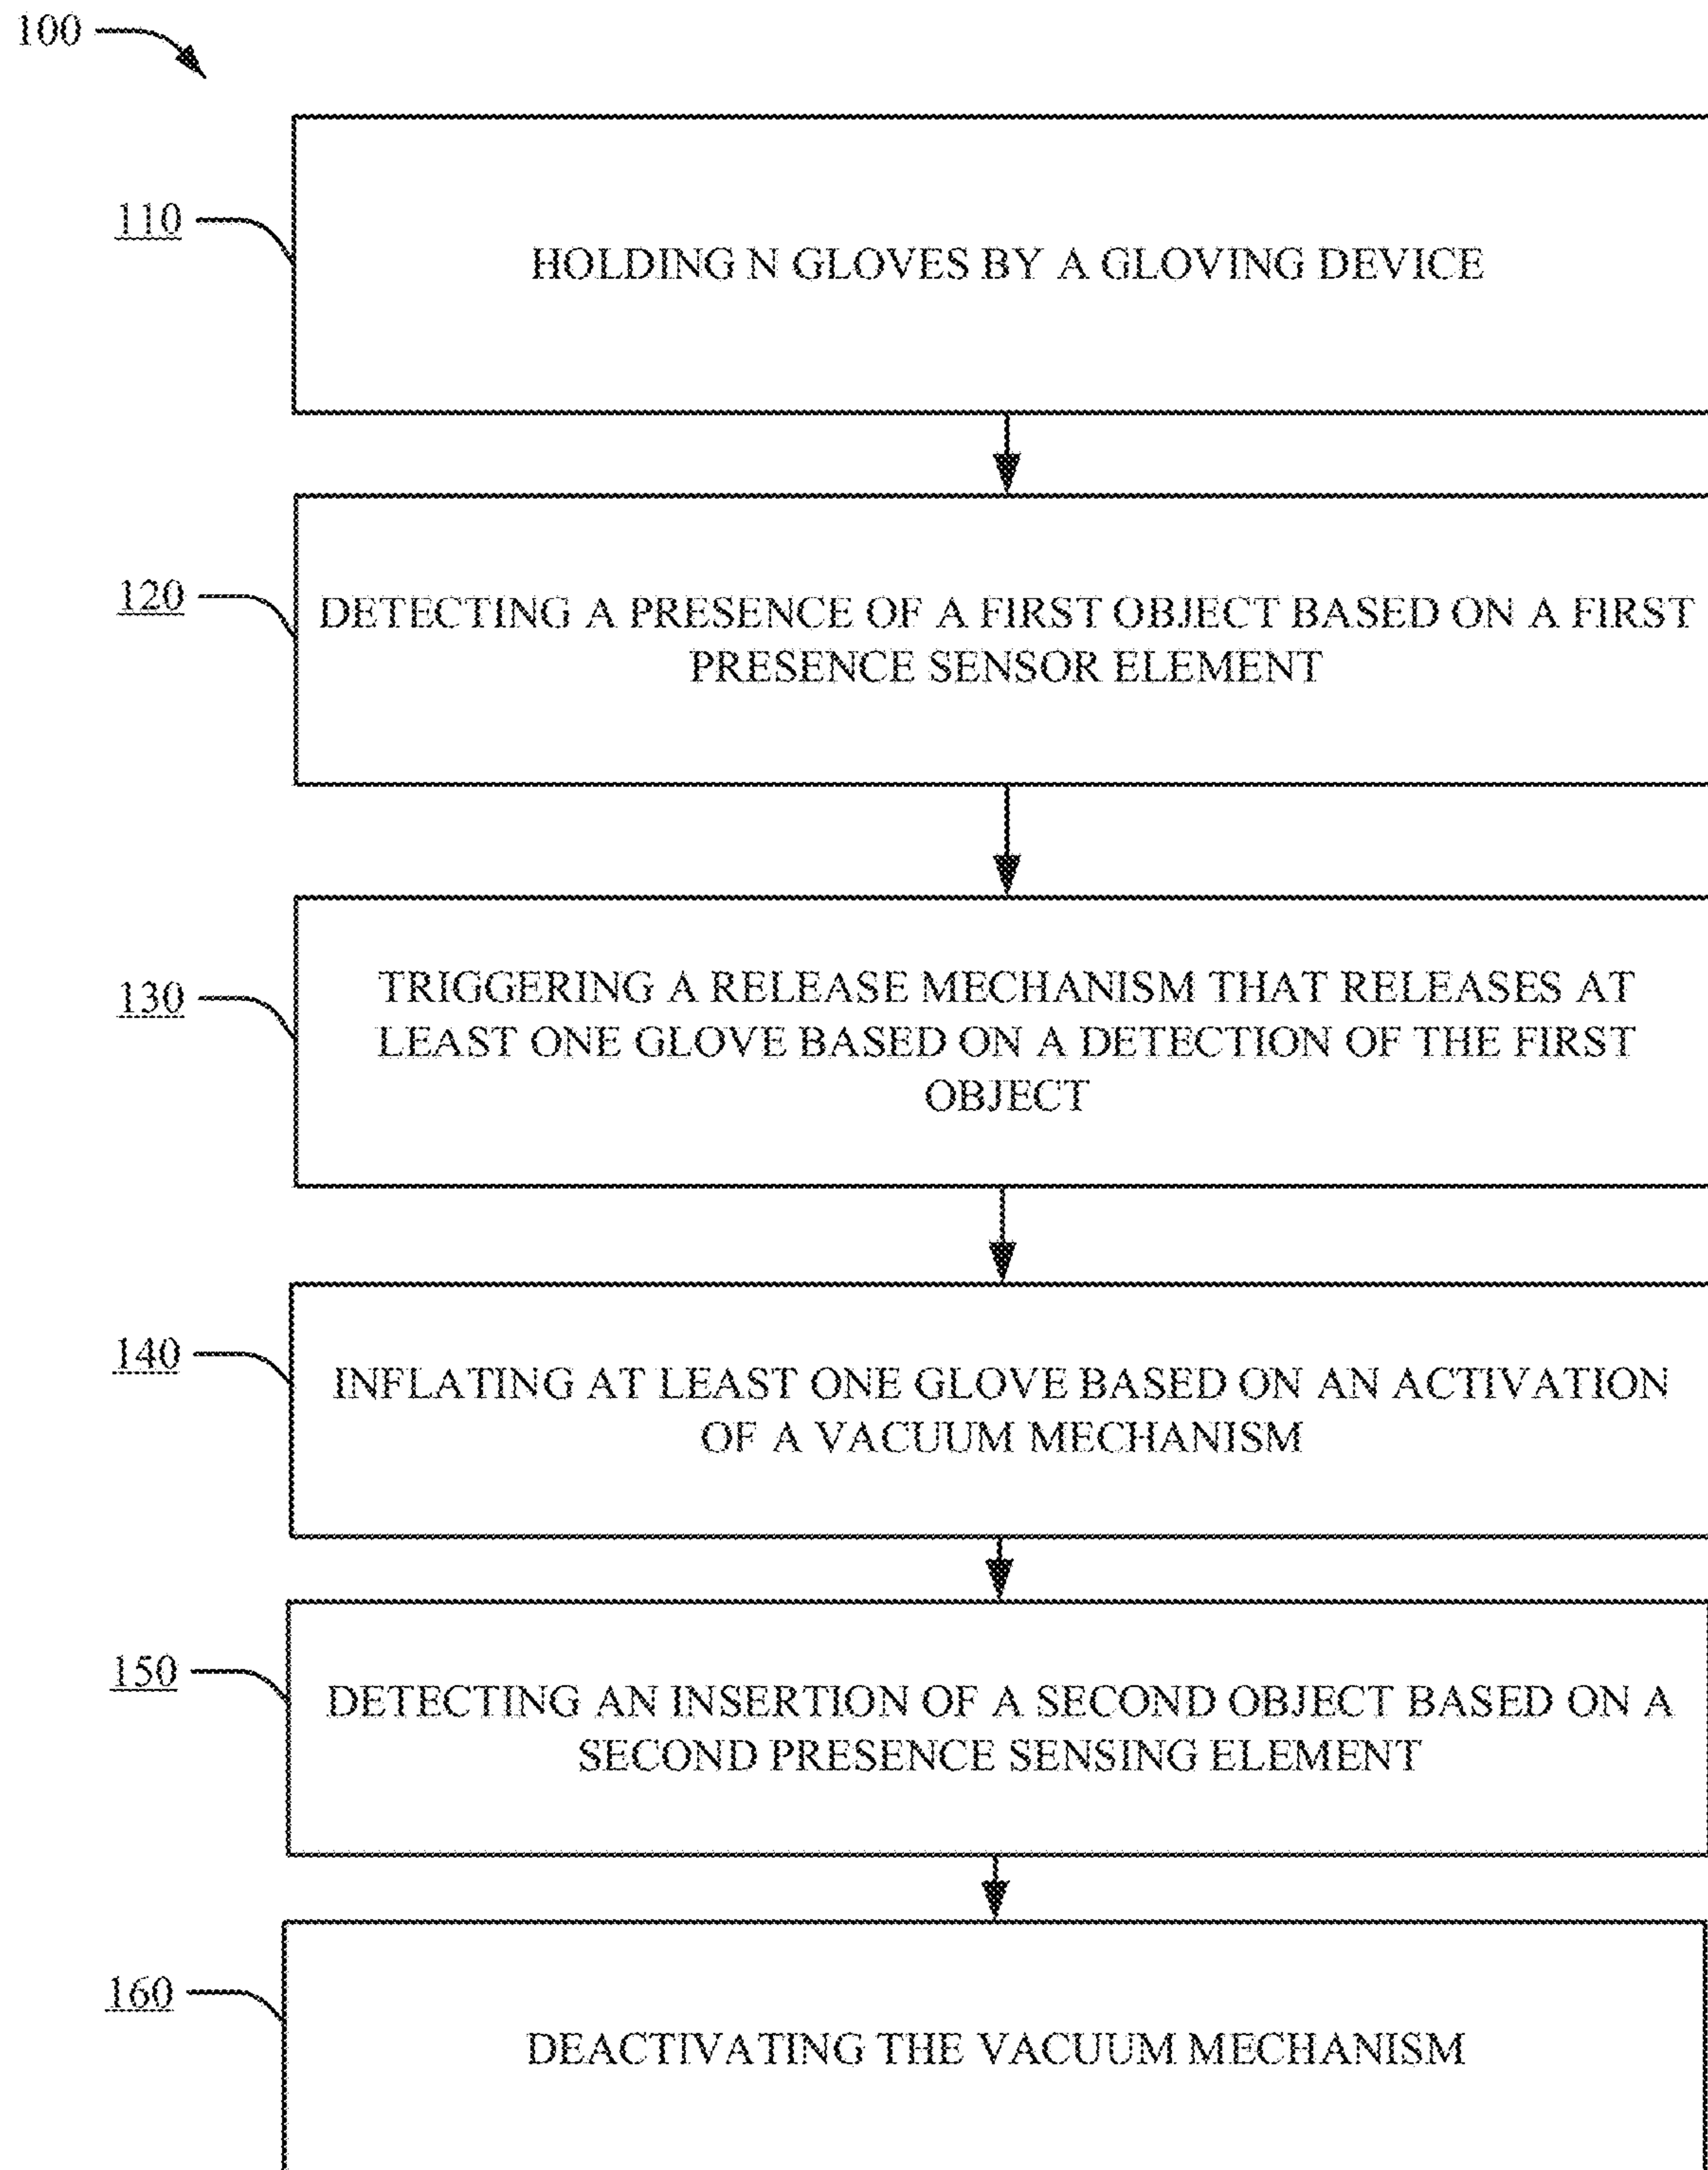 100
110
HOLDING N GLOVES BY A GLOVING DEVICE
120
DETECTING A PRESENCE OF A FIRST OBJECT BASED ON A FIRST
PRESENCE SENSOR ELEMENT
130
TRIGGERING A RELEASE MECHANISM THAT RELEASES AT
LEAST ONE GLOVE BASED ON A DETECTION OF THE FIRST
OBJECT
140
INFLATING AT LEAST ONE GLOVE BASED ON AN ACTIVATION
OF A VACUUM MECHANISM
150
DETECTING AN INSERTION OF A SECOND OBJECT BASED ON A
SECOND PRESENCE SENSING ELEMENT
160
DEACTIVATING THE VACUUM MECHANISM